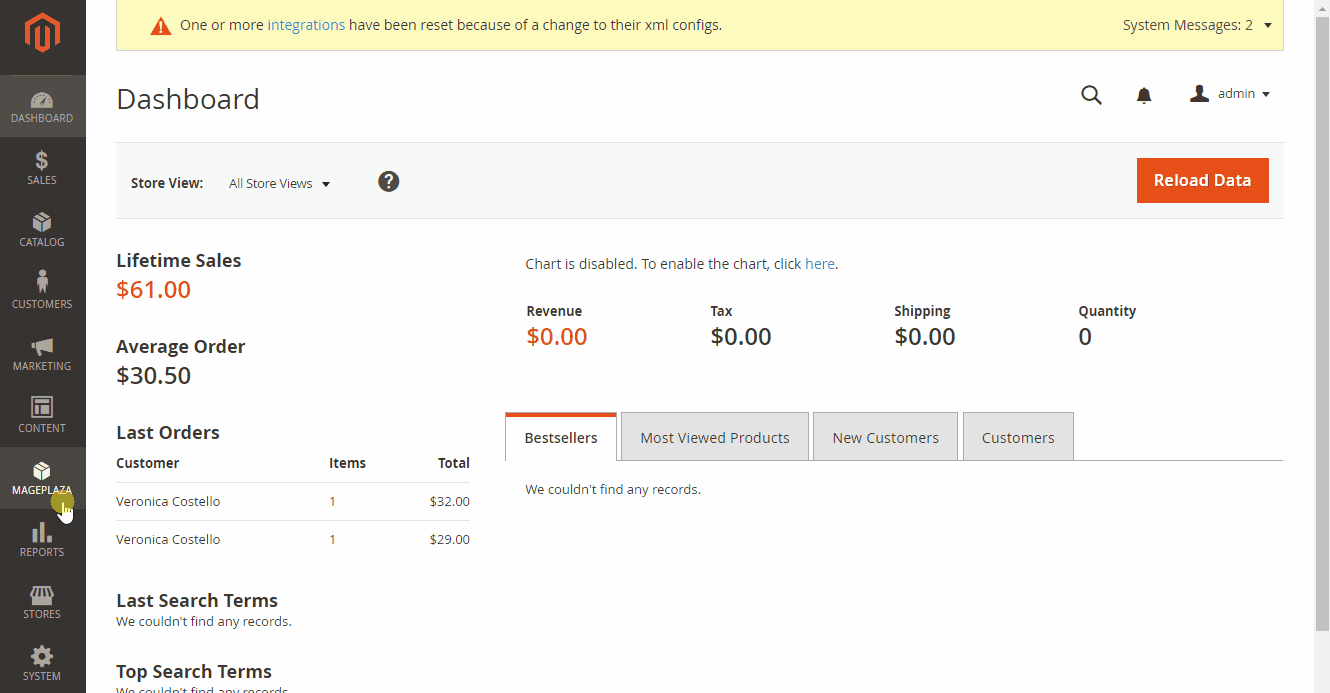 One or more integrations have been reset because of a change to their xml configs.
System Messages: 2
Dashboard
admin
DASHBOARD
SALES
CATALOG
CUSTOMERS
MARKETING
CONTENT
MAGEPLAZA
REPORTS
STORES
SYSTEM
Store View: All Store Views ?
Reload Data
Lifetime Sales
$61.00
Average Order
$30.50
Last Orders
Customer Items Total
Veronica Costello 1 $32.00
Veronica Costello 1 $29.00
Last Search Terms
We couldn't find any records.
Top Search Terms
We couldn't find any records.
Chart is disabled. To enable the chart, click here.
Revenue Tax Shipping Quantity
$0.00 $0.00 $0.00 0
Bestsellers Most Viewed Products New Customers Customers
We couldn't find any records.